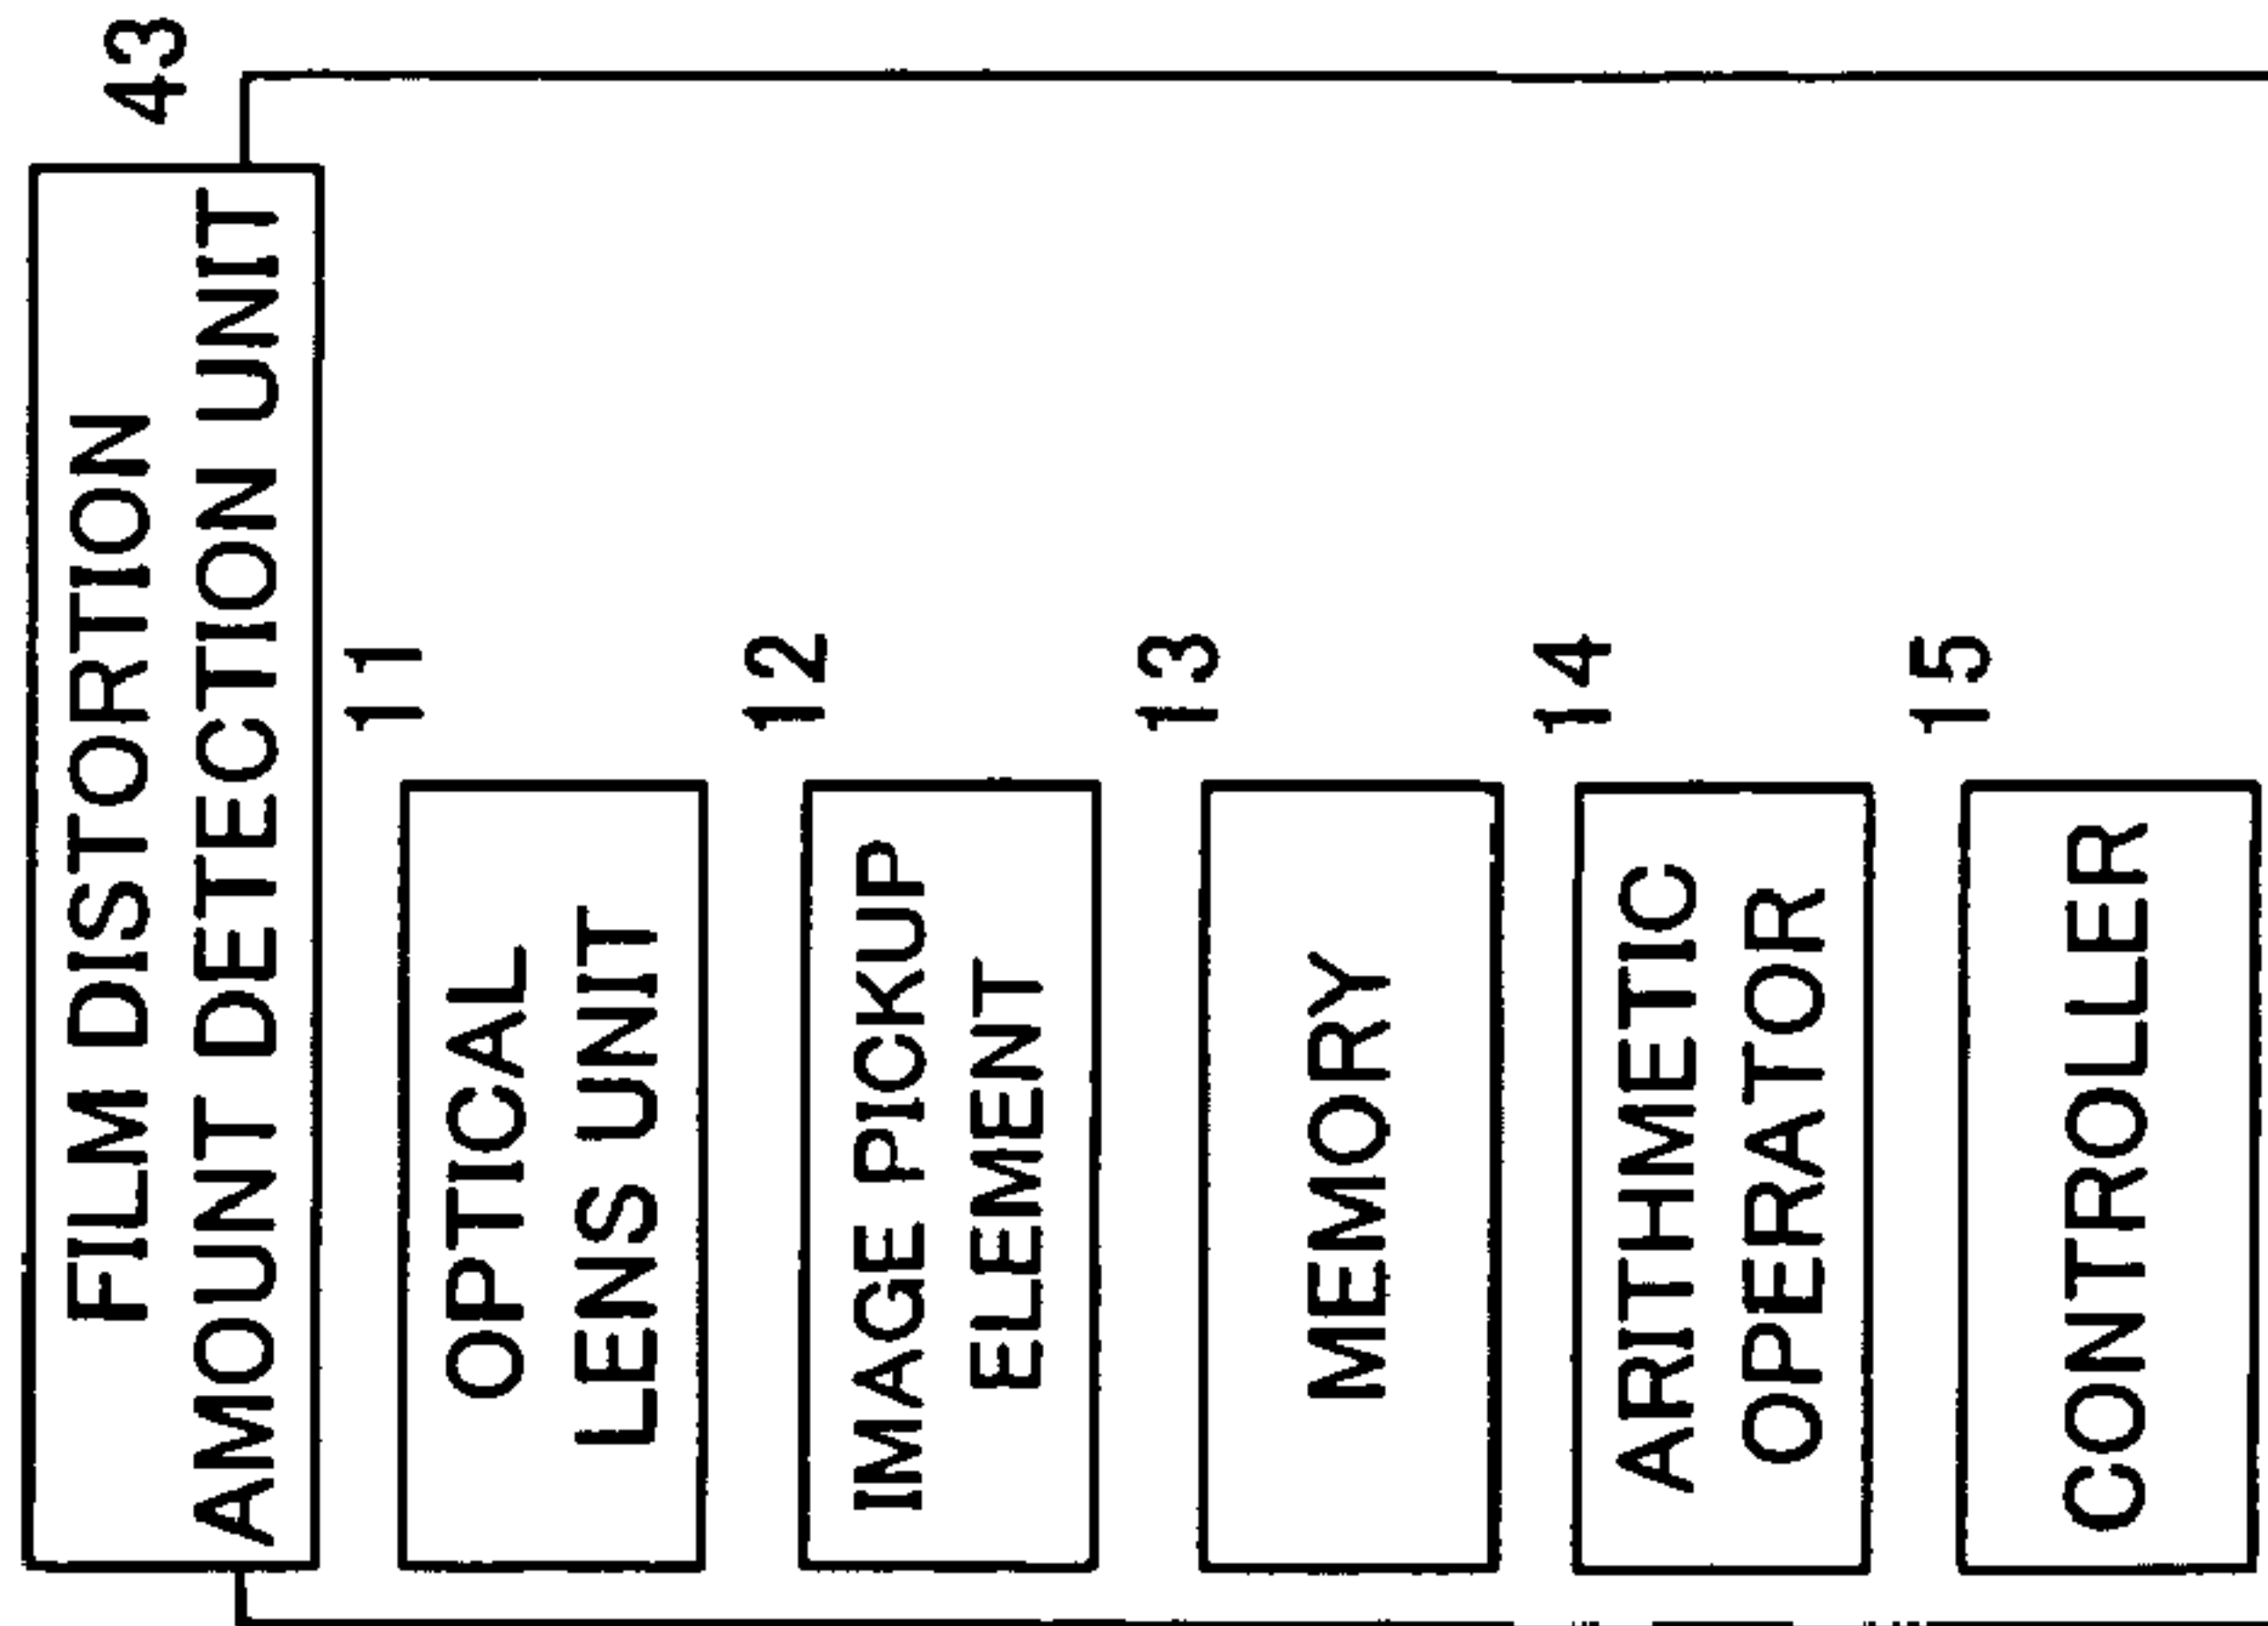 43
FILM DISTORTION
AMOUNT DETECTION UNIT
11
OPTICAL
LENS UNIT
12
IMAGE PICKUP
ELEMENT
13
MEMORY
14
ARITHMETIC
OPERATOR
15
CONTROLLER